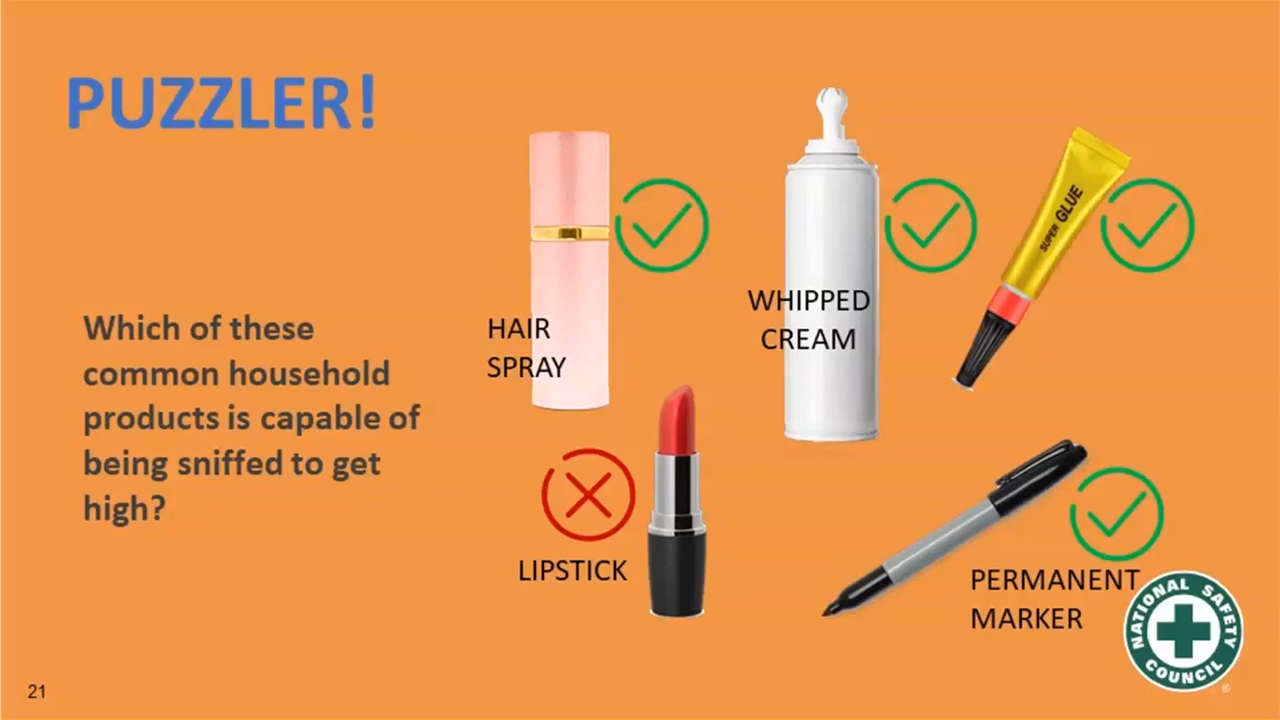 PUZZLER!
Which of these
common household
products is capable of
being sniffed to get
high?
HAIR
SPRAY
WHIPPED
CREAM
SUPER GLUE
LIPSTICK
PERMANENT
MARKER
NATIONAL SAFETY
COUNCIL
®
21